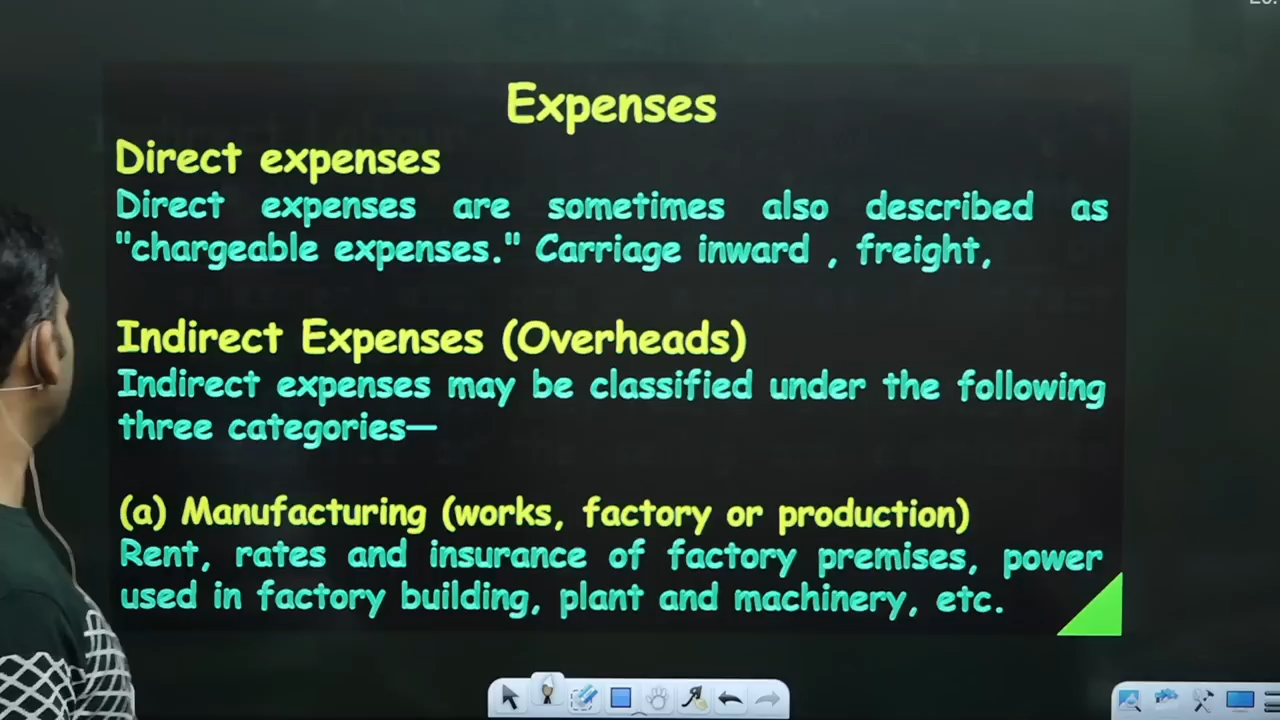 Expenses
Direct expenses
Direct expenses are sometimes also described as
"chargeable expenses." Carriage inward , freight,
Indirect Expenses (Overheads)
Indirect expenses may be classified under the following
three categories—
(a) Manufacturing (works, factory or production)
Rent, rates and insurance of factory premises, power
used in factory building, plant and machinery, etc.